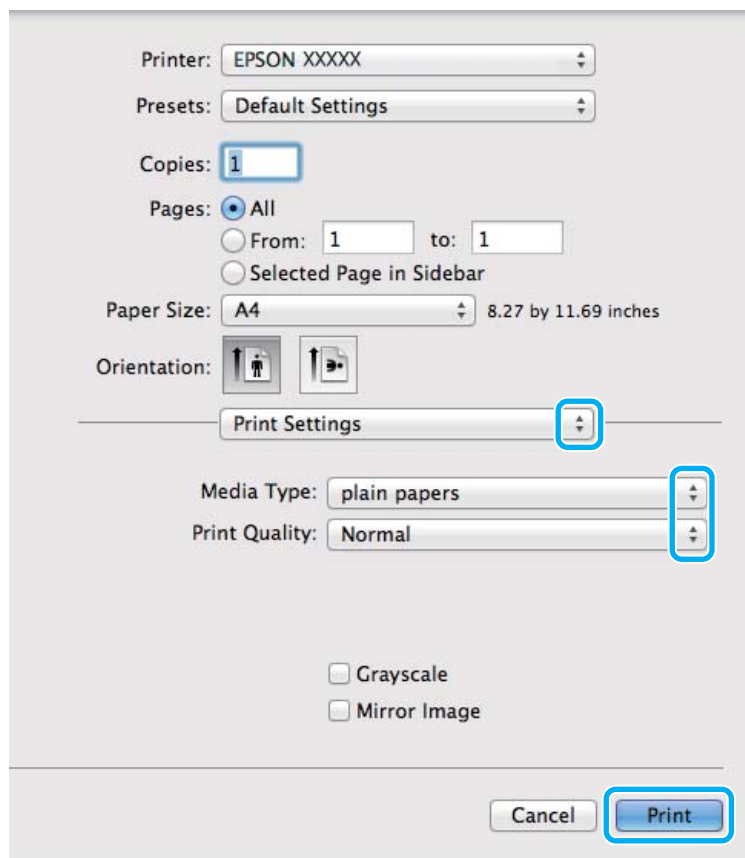 Printer: EPSON XXXXX
Presets: Default Settings
Copies: 1
Pages: All
From: 1 to: 1
Selected Page in Sidebar
Paper Size: A4 8.27 by 11.69 inches
Orientation:
Print Settings
Media Type: plain papers
Print Quality: Normal
Grayscale
Mirror Image
Cancel Print